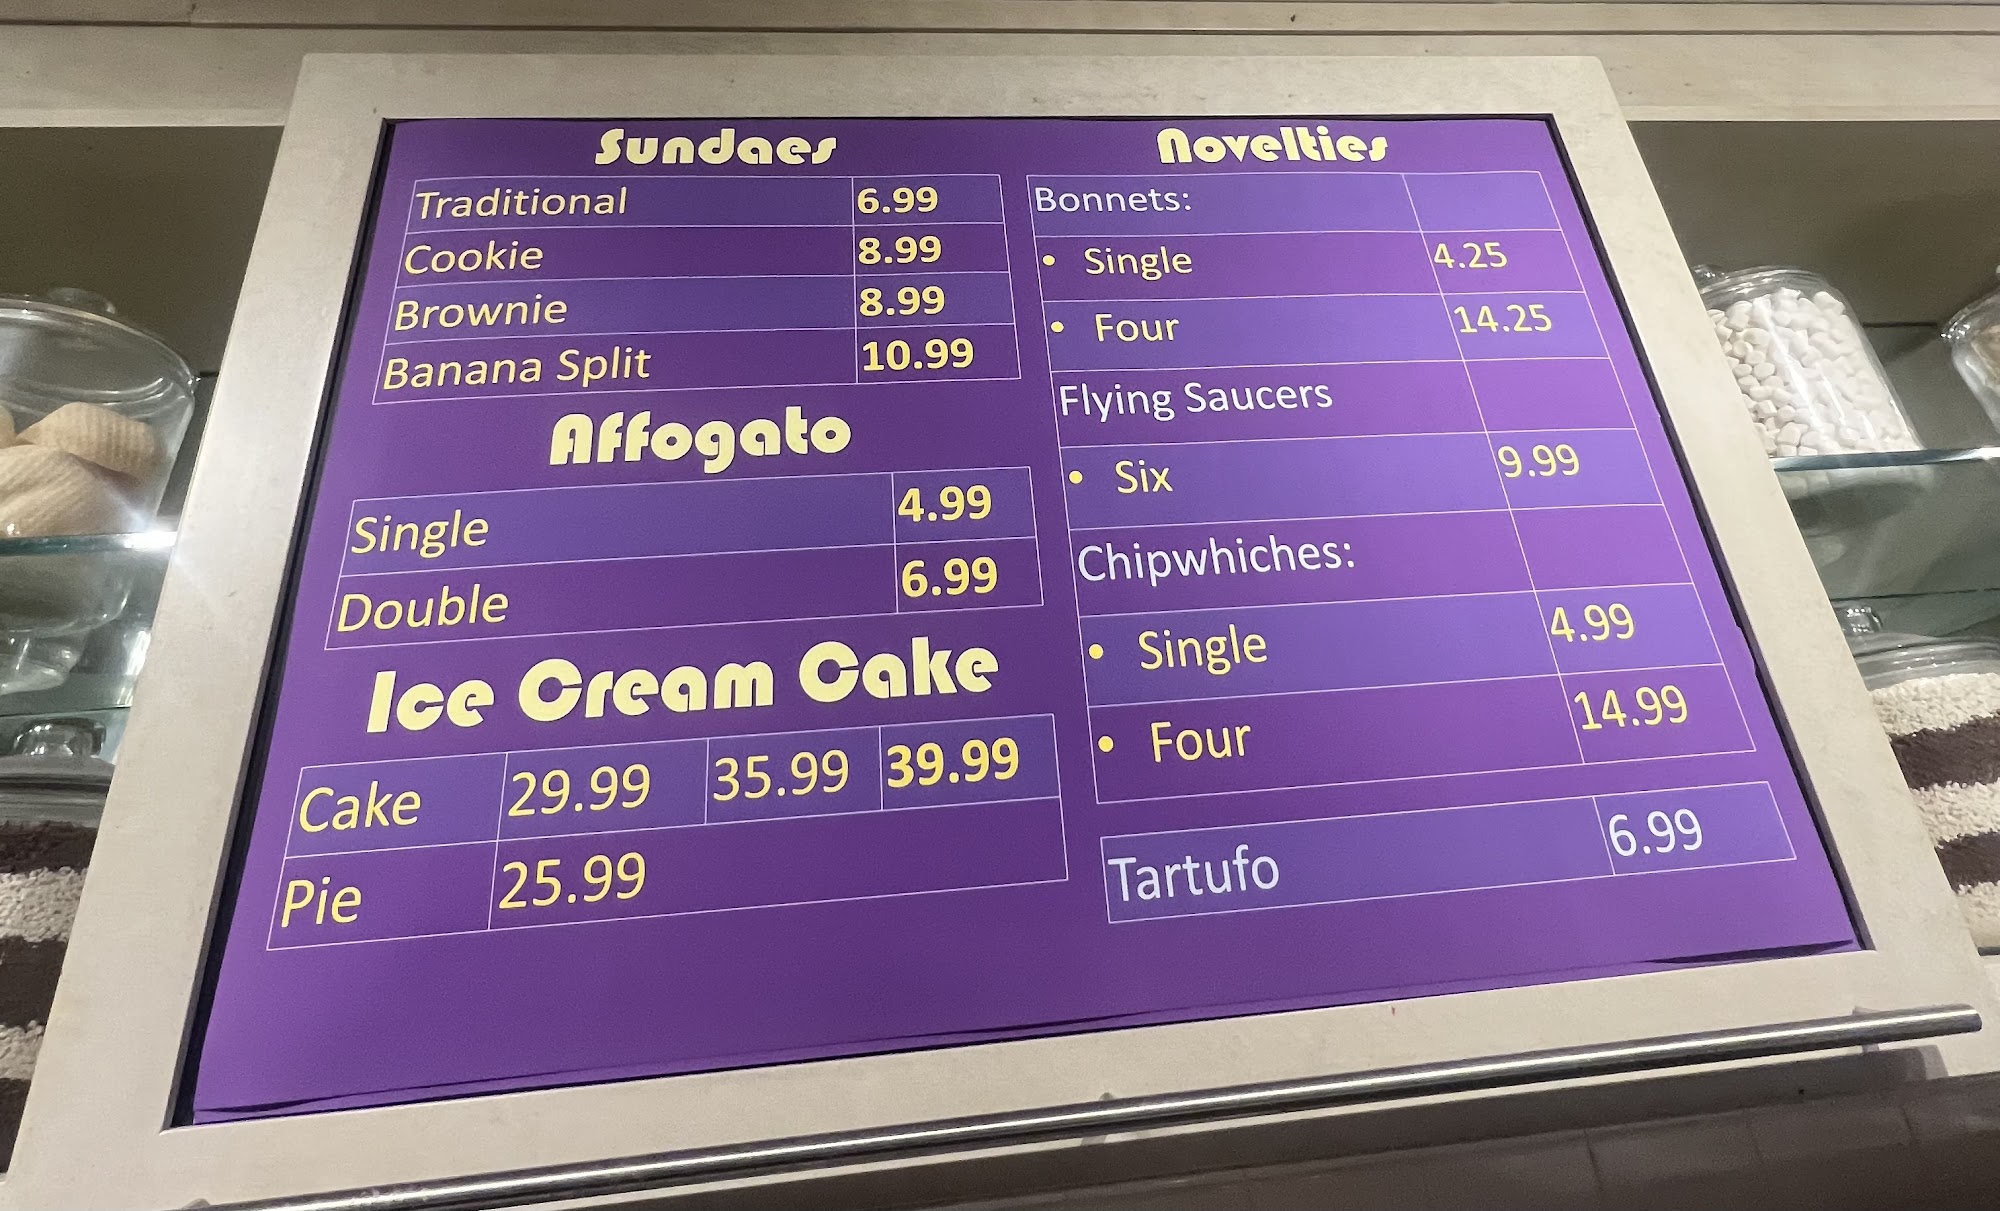 Sundaes
Traditional 6.99
Cookie 8.99
Brownie 8.99
Banana Split 10.99
Affogato
Single 4.99
Double 6.99
Ice Cream Cake
Cake 29.99 35.99 39.99
Pie 25.99
Novelties
Bonnets:
• Single 4.25
• Four 14.25
Flying Saucers
• Six 9.99
Chipwhiches:
• Single 4.99
• Four 14.99
Tartufo 6.99